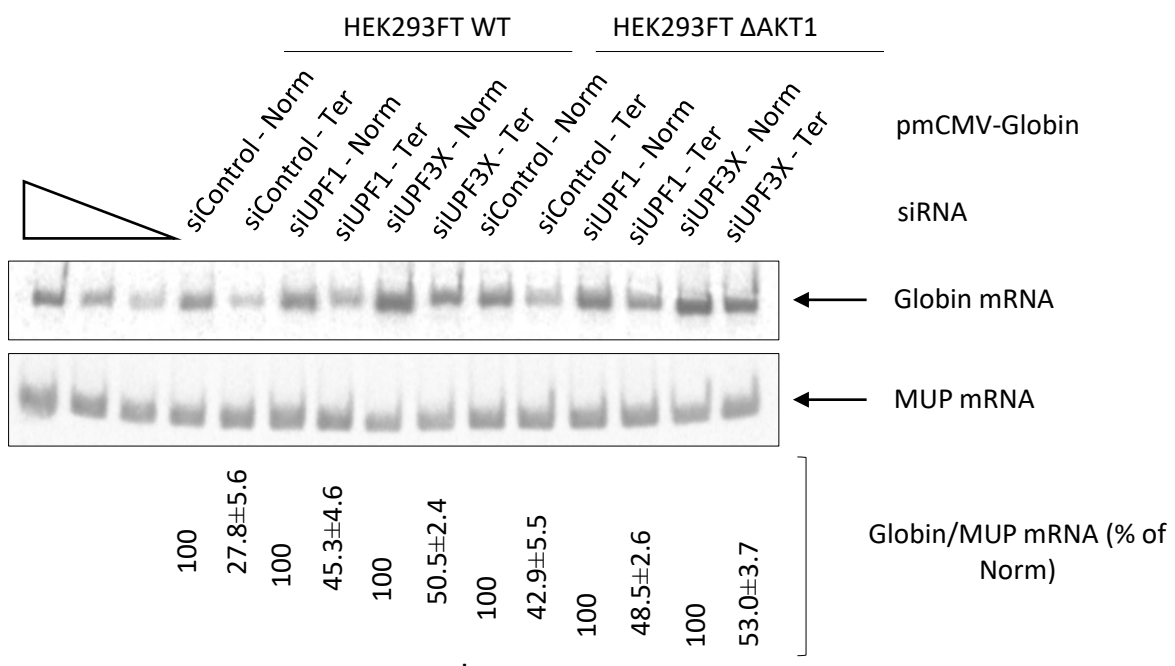 HEK293FT WT
HEK293FT ΔAKT1
siControl - Norm
siControl - Ter
siUPF1 - Norm
siUPF1 - Ter
siUPF3X - Norm
siUPF3X - Ter
siControl - Norm
siControl - Ter
siUPF1 - Norm
siUPF1 - Ter
siUPF3X - Norm
siUPF3X - Ter
pmCMV-Globin
siRNA
Globin mRNA
MUP mRNA
100
27.8±5.6
100
45.3±4.6
100
50.5±2.4
100
42.9±5.5
100
48.5±2.6
100
53.0±3.7
Globin/MUP mRNA (% of
Norm)